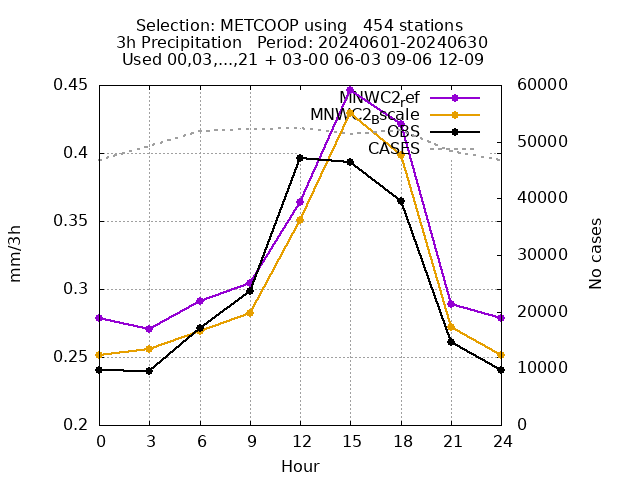 Selection: METCOOP using   454 stations
3h Precipitation   Period: 20240601-20240630
Used 00,03,...,21 + 03-00 06-03 09-06 12-09
0.45
0.4
0.35
0.3
0.25
0.2
60000
50000
40000
30000
20000
10000
0
mm/3h
No cases
MNWC2ref
MNWC2Bscale
OBS
CASES
0 3 6 9 12 15 18 21 24
Hour